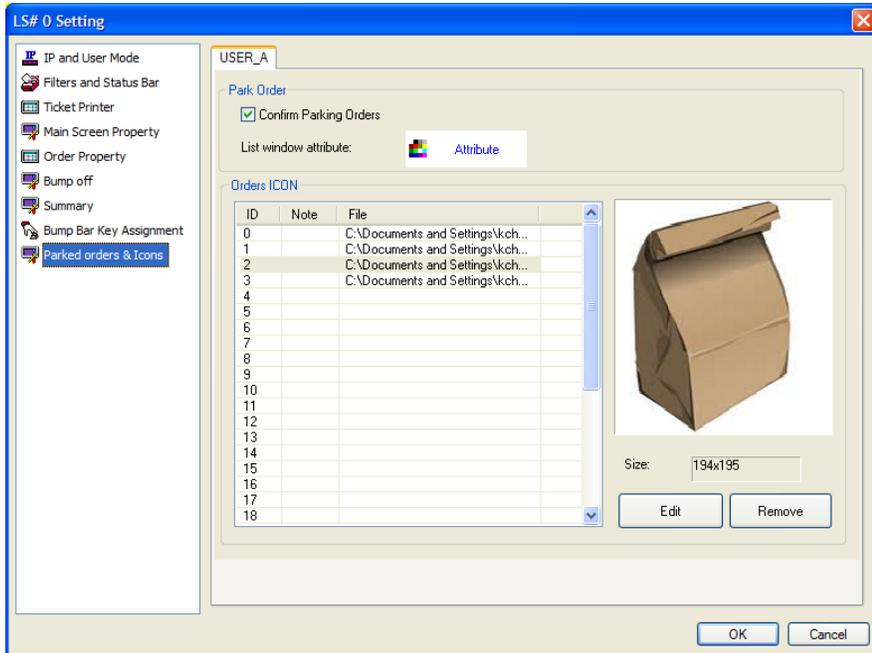 LS# 0 Setting
IP and User Mode
Filters and Status Bar
Ticket Printer
Main Screen Property
Order Property
Bump off
Summary
Bump Bar Key Assignment
Parked orders & Icons
USER_A
Park Order
Confirm Parking Orders
List window attribute: Attribute
Orders ICON
ID Note File
0 C:\Documents and Settings\kch...
1 C:\Documents and Settings\kch...
2 C:\Documents and Settings\kch...
3 C:\Documents and Settings\kch...
4
5
6
7
8
9
10
11
12
13
14
15
16
17
18
Size: 194x195
Edit Remove
OK Cancel